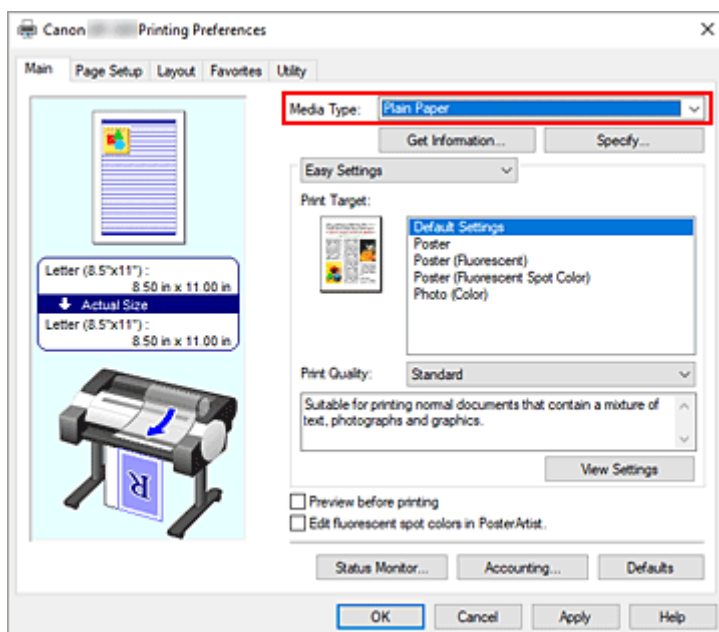 Canon Printing Preferences
Main Page Setup Layout Favorites Utility
Media Type: Plain Paper
Get Information... Specify...
Easy Settings
Print Target:
Default Settings
Poster
Poster (Fluorescent)
Poster (Fluorescent Spot Color)
Photo (Color)
Letter (8.5"x11") :
8.50 in x 11.00 in
Actual Size
Letter (8.5"x11") :
8.50 in x 11.00 in
Print Quality: Standard
Suitable for printing normal documents that contain a mixture of
text, photographs and graphics.
View Settings
R
Preview before printing
Edit fluorescent spot colors in PosterArtist.
Status Monitor... Accounting... Defaults
OK Cancel Apply Help